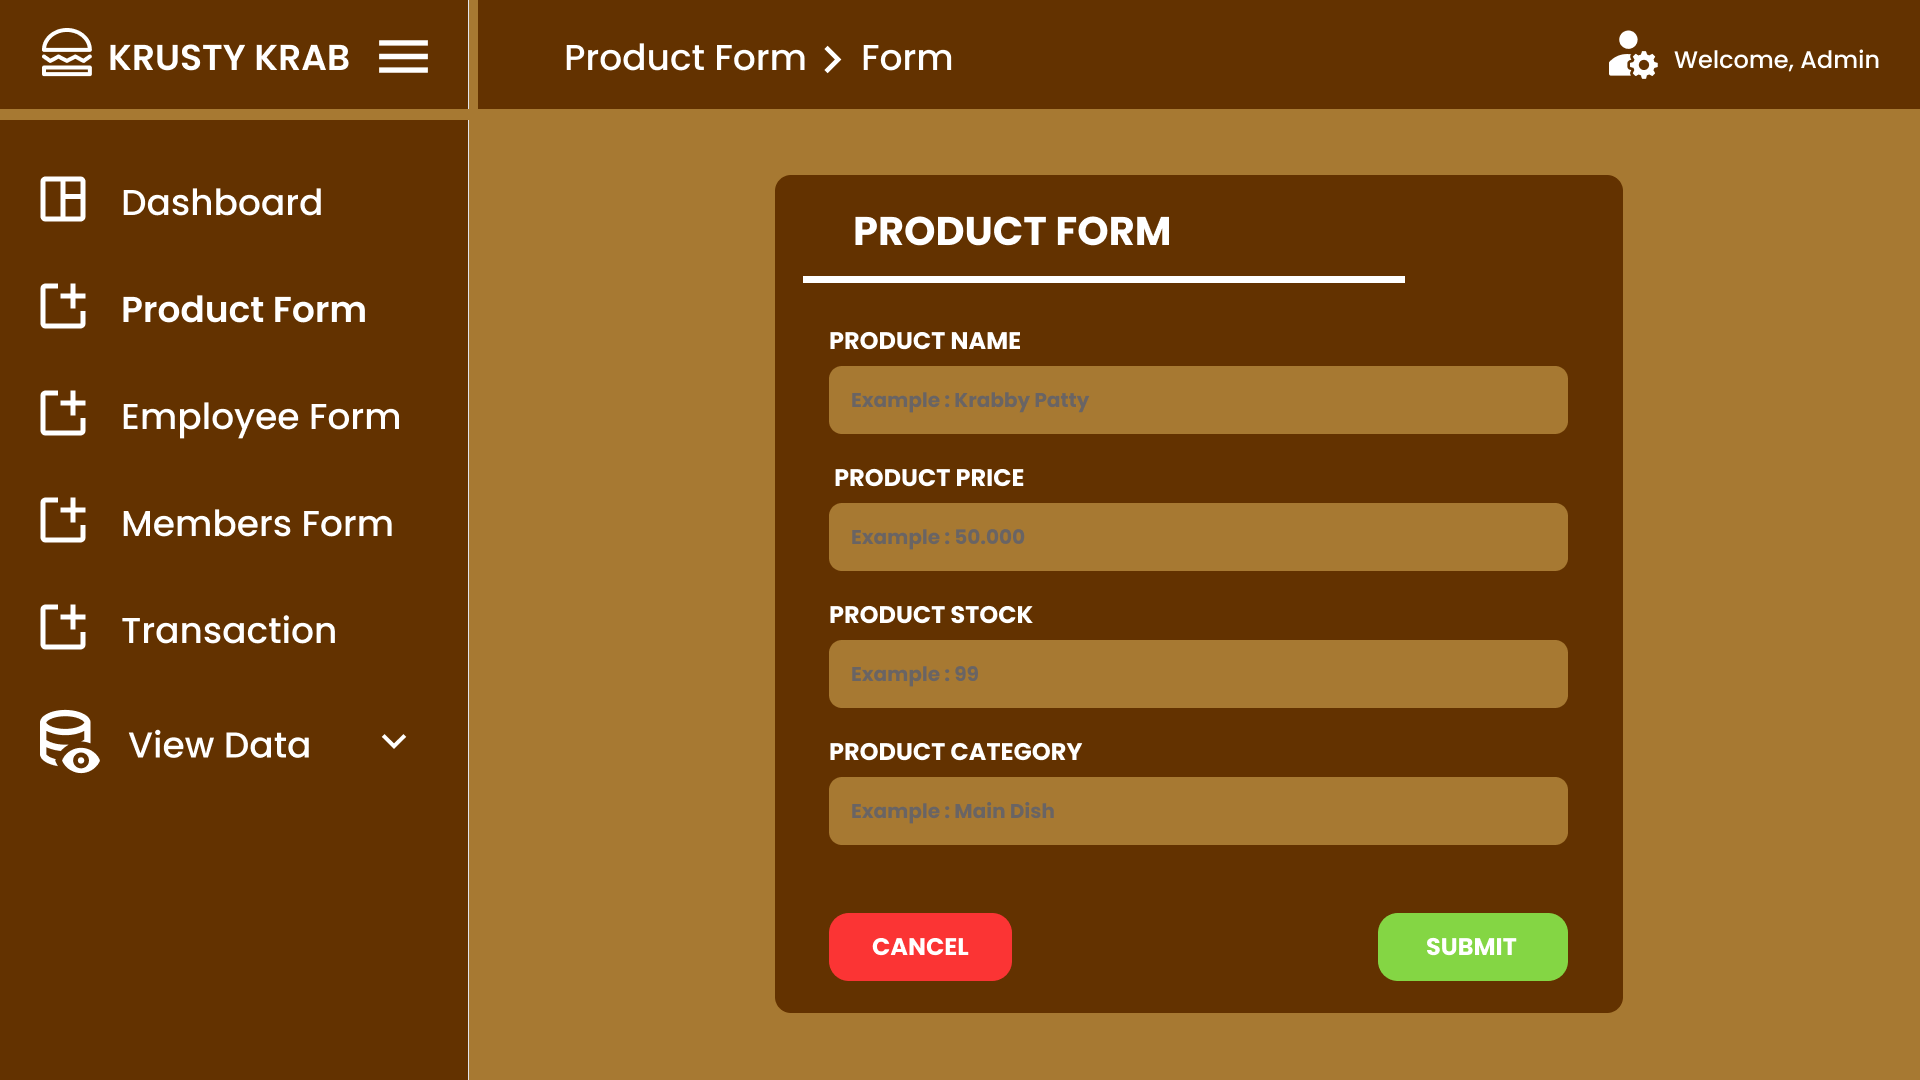 KRUSTY KRAB
Product Form > Form
Welcome, Admin
Dashboard
Product Form
Employee Form
Members Form
Transaction
View Data
PRODUCT FORM
PRODUCT NAME
Example : Krabby Patty
PRODUCT PRICE
Example : 50.000
PRODUCT STOCK
Example : 99
PRODUCT CATEGORY
Example : Main Dish
CANCEL
SUBMIT